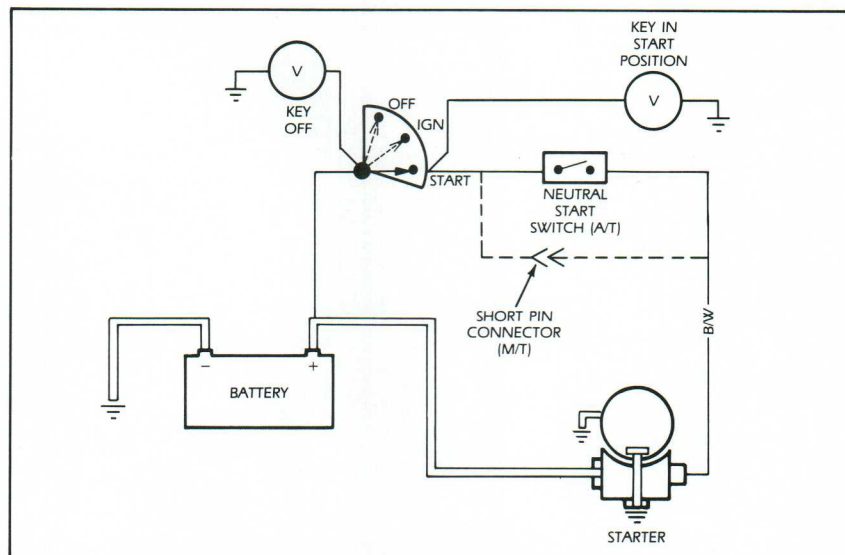 KEY IN
START
POSITION
V
V
KEY
OFF
OFF
IGN
START
NEUTRAL
START
SWITCH (A/T)
SHORT PIN
CONNECTOR
(M/T)
B/W
−
+
BATTERY
STARTER